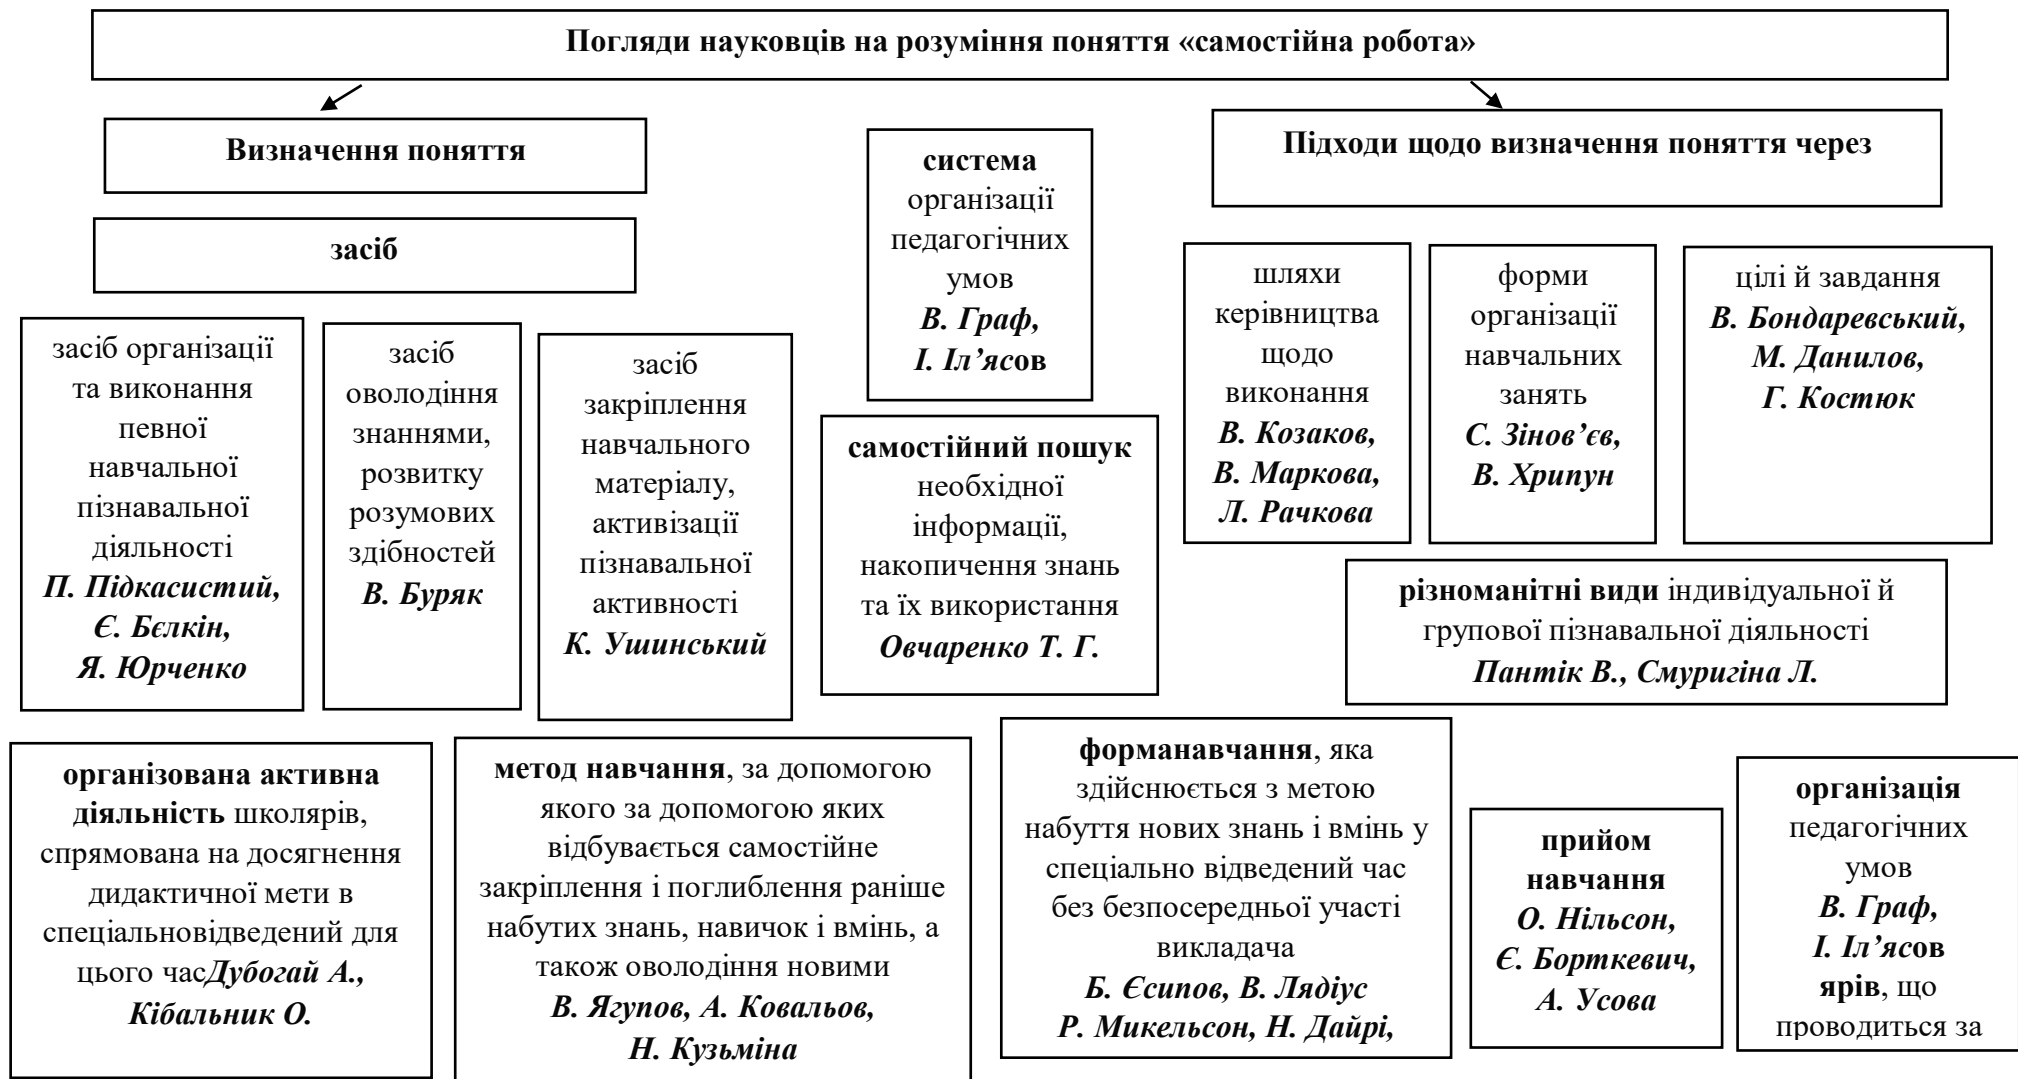 Погляди науковців на розуміння поняття «самостійна робота»
Визначення поняття
засіб
засіб організації
та виконання
певної
навчальної
пізнавальної
діяльності
П. Підкасистий,
Є. Бєлкін,
Я. Юрченко
засіб
оволодіння
знаннями,
розвитку
розумових
здібностей
В. Буряк
засіб
закріплення
навчального
матеріалу,
активізації
пізнавальної
активності
К. Ушинський
система
організації
педагогічних
умов
В. Граф,
І. Іл’ясов
самостійний пошук
необхідної
інформації,
накопичення знань
та їх використання
Овчаренко Т. Г.
Підходи щодо визначення поняття через
шляхи
керівництва
щодо
виконання
В. Козаков,
В. Маркова,
Л. Рачкова
форми
організації
навчальних
занять
С. Зінов’єв,
В. Хрипун
цілі й завдання
В. Бондаревський,
М. Данилов,
Г. Костюк
різноманітні види індивідуальної й
групової пізнавальної діяльності
Пантік В., Смуригіна Л.
організована активна
діяльність школярів,
спрямована на досягнення
дидактичної мети в
спеціальновідведений для
цього часДубогай А.,
Кібальник О.
метод навчання, за допомогою
якого за допомогою яких
відбувається самостійне
закріплення і поглиблення раніше
набутих знань, навичок і вмінь, а
також оволодіння новими
В. Ягупов, А. Ковальов,
Н. Кузьміна
форманавчання, яка
здійснюється з метою
набуття нових знань і вмінь у
спеціально відведений час
без безпосередньої участі
викладача
Б. Єсипов, В. Лядіус
Р. Микельсон, Н. Дайрі,
прийом
навчання
О. Нільсон,
Є. Борткевич,
А. Усова
організація
педагогічних
умов
В. Граф,
І. Іл’ясов
ярів, що
проводиться за